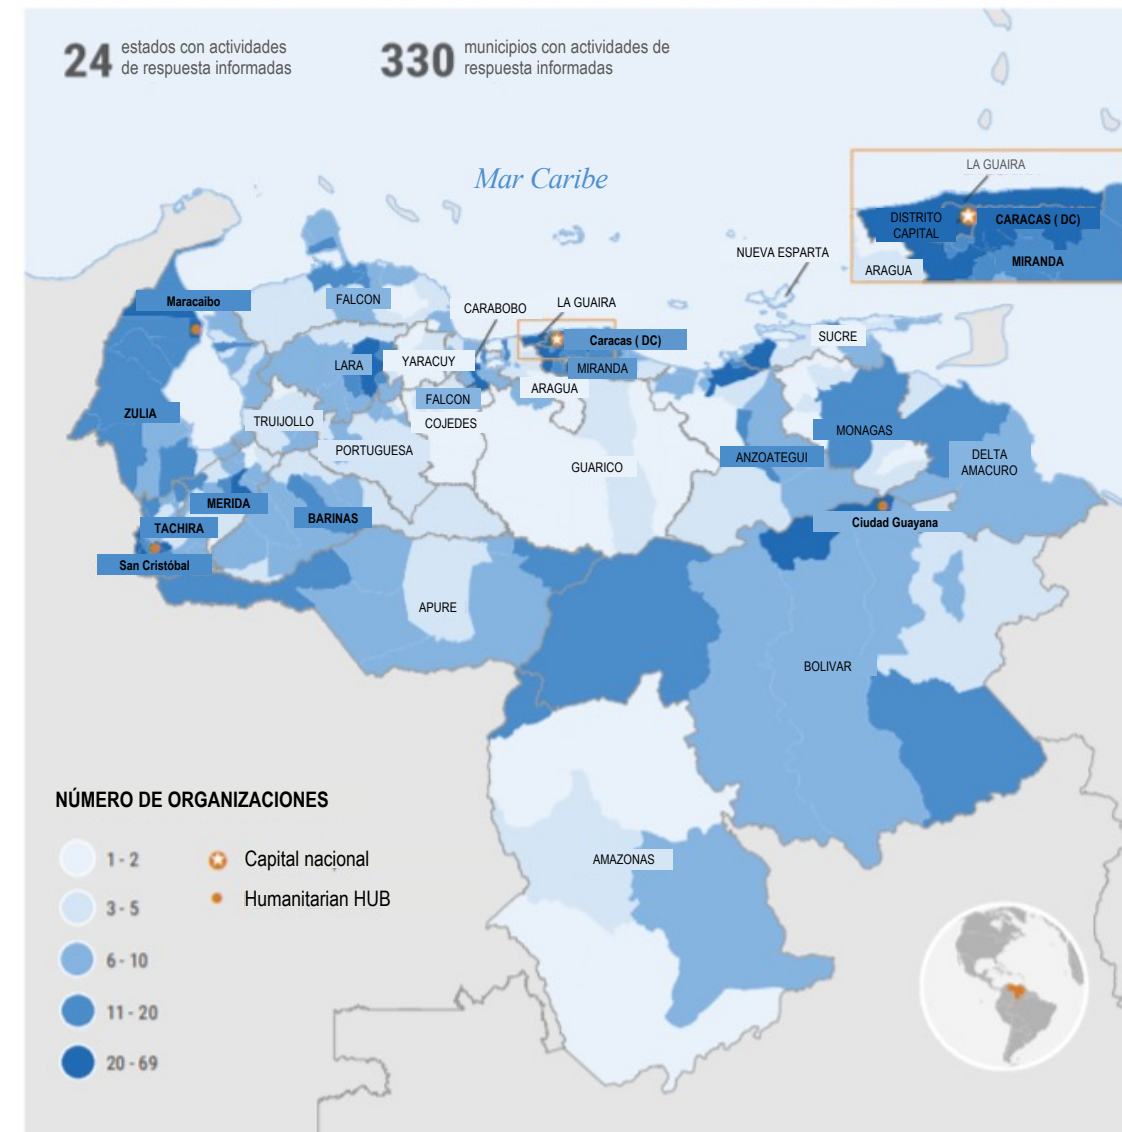 24
estados con actividades
de respuesta informadas
330
municipios con actividades de
respuesta informadas
Mar Caribe
LA GUAIRA
DISTRITO
CAPITAL
CARACAS ( DC)
MIRANDA
ARAGUA
NUEVA ESPARTA
Maracaibo
FALCON
CARABOBO
LA GUAIRA
Caracas ( DC)
SUCRE
LARA
YARACUY
MIRANDA
ARAGUA
FALCON
ZULIA
TRUIJOLLO
COJEDES
MONAGAS
PORTUGUESA
GUARICO
ANZOATEGUI
DELTA
AMACURO
MERIDA
BARINAS
TACHIRA
Ciudad Guayana
San Cristóbal
APURE
BOLIVAR
AMAZONAS
NÚMERO DE ORGANIZACIONES
1 - 2
3 - 5
6 - 10
11 - 20
20 - 69
Capital nacional
Humanitarian HUB